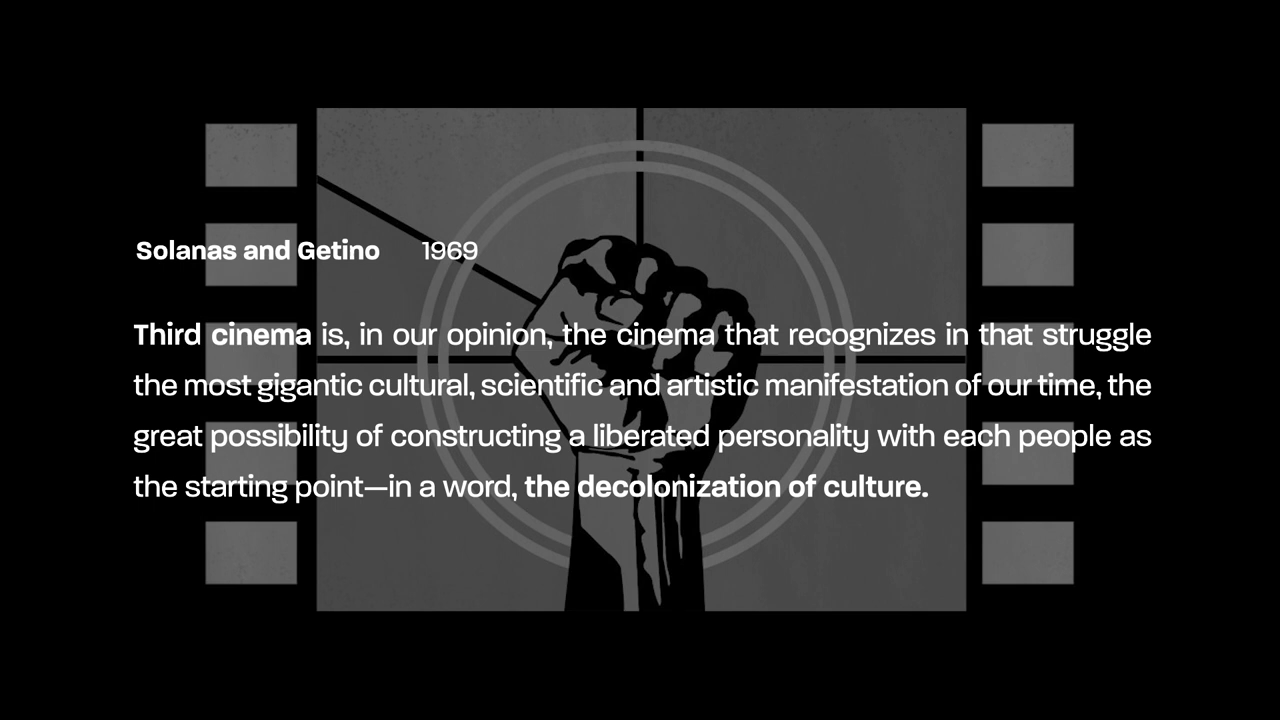 Solanas and Getino 1969
Third cinema is, in our opinion, the cinema that recognizes in that struggle
the most gigantic cultural, scientific and artistic manifestation of our time, the
great possibility of constructing a liberated personality with each people as
the starting point—in a word, the decolonization of culture.